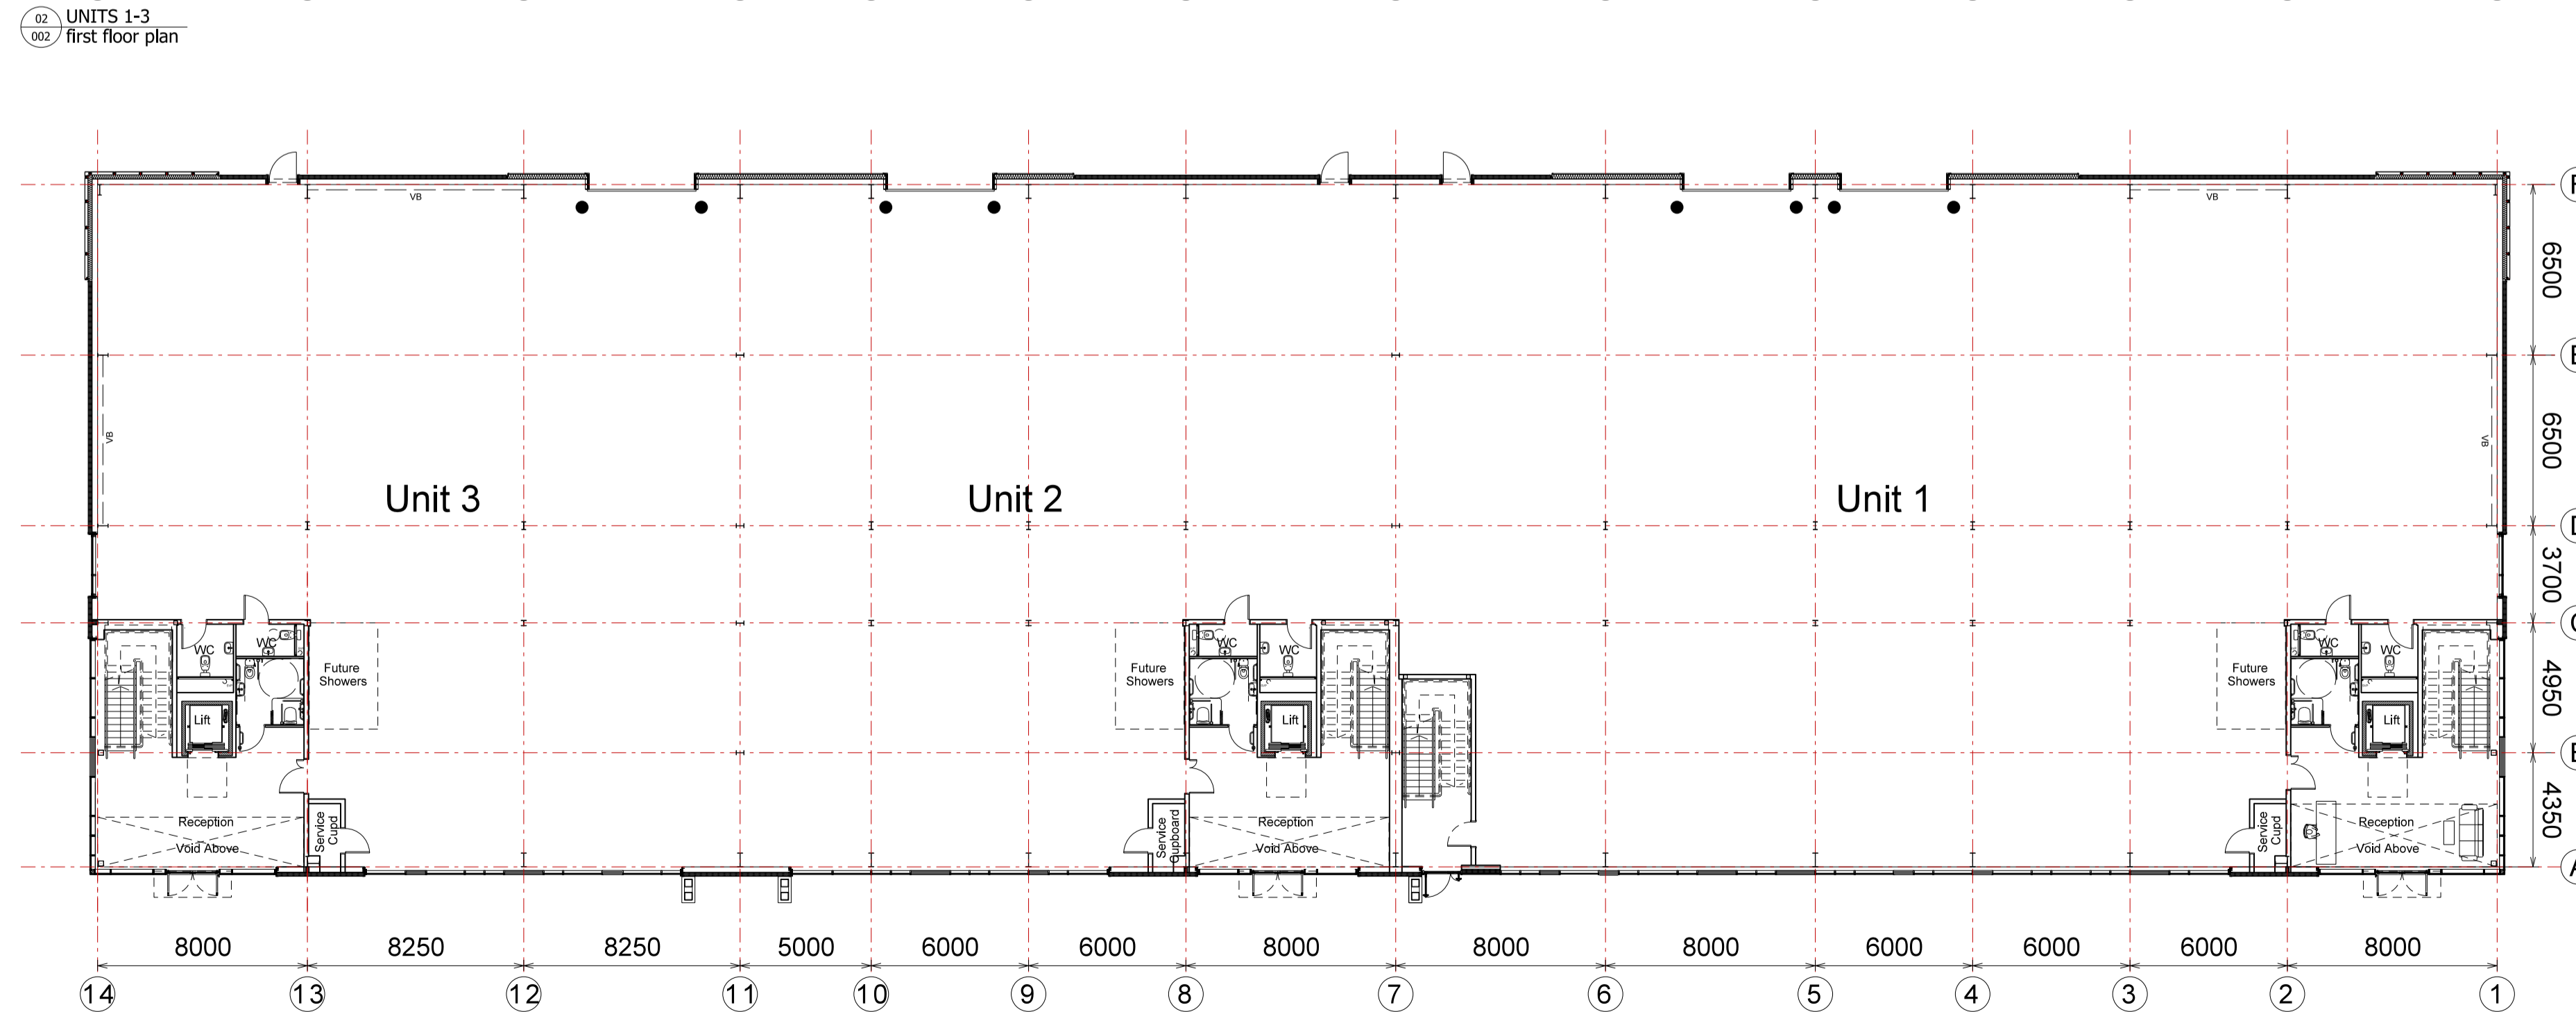 02 UNITS 1-3
002 first floor plan
VB
VB
6500
VB
VB
6500
Unit 3
Unit 2
Unit 1
3700
WC
WC
WC
WC
WC
WC
Future
Showers
Future
Showers
Future
Showers
4950
Lift
Lift
Lift
Reception
Void Above
Service
Cupd
Service
Cupboard
Reception
Void Above
Service
Cupd
Reception
Void Above
4350
8000
8250
8250
5000
6000
6000
8000
8000
8000
6000
6000
6000
8000
14
13
12
11
10
9
8
7
6
5
4
3
2
1